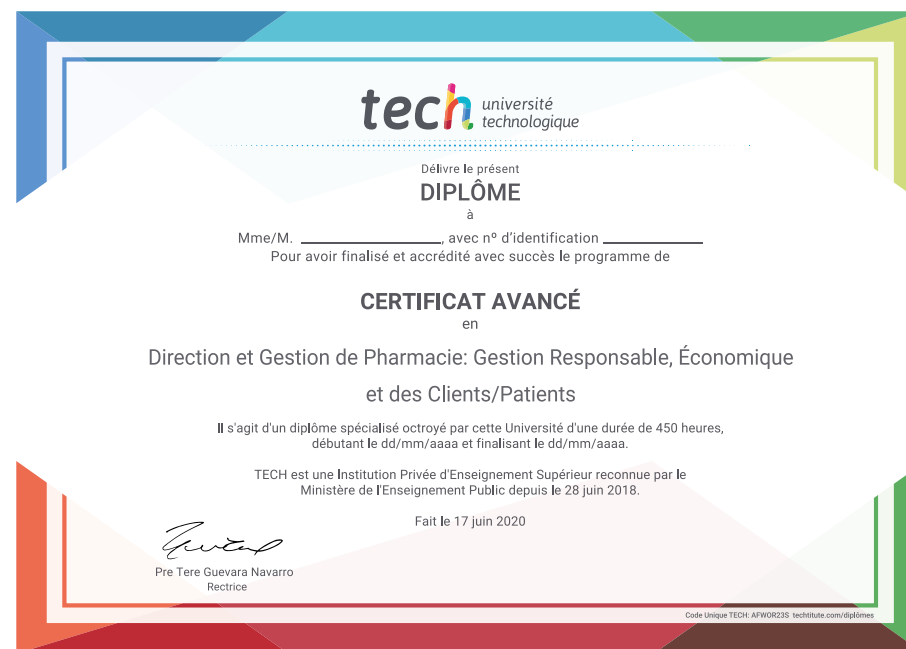 tech université
technologique
Délivre le présent
DIPLÔME
à
Mme/M. ____________________, avec nº d'identification ______________
Pour avoir finalisé et accrédité avec succès le programme de
CERTIFICAT AVANCÉ
en
Direction et Gestion de Pharmacie: Gestion Responsable, Économique
et des Clients/Patients
Il s'agit d'un diplôme spécialisé octroyé par cette Université d'une durée de 450 heures,
débutant le dd/mm/aaaa et finalisant le dd/mm/aaaa.
TECH est une Institution Privée d'Enseignement Supérieur reconnue par le
Ministère de l'Enseignement Public depuis le 28 juin 2018.
Fait le 17 juin 2020
Pre Tere Guevara Navarro
Rectrice
Code Unique TECH: AFWOR23S techtitute.com/diplômes